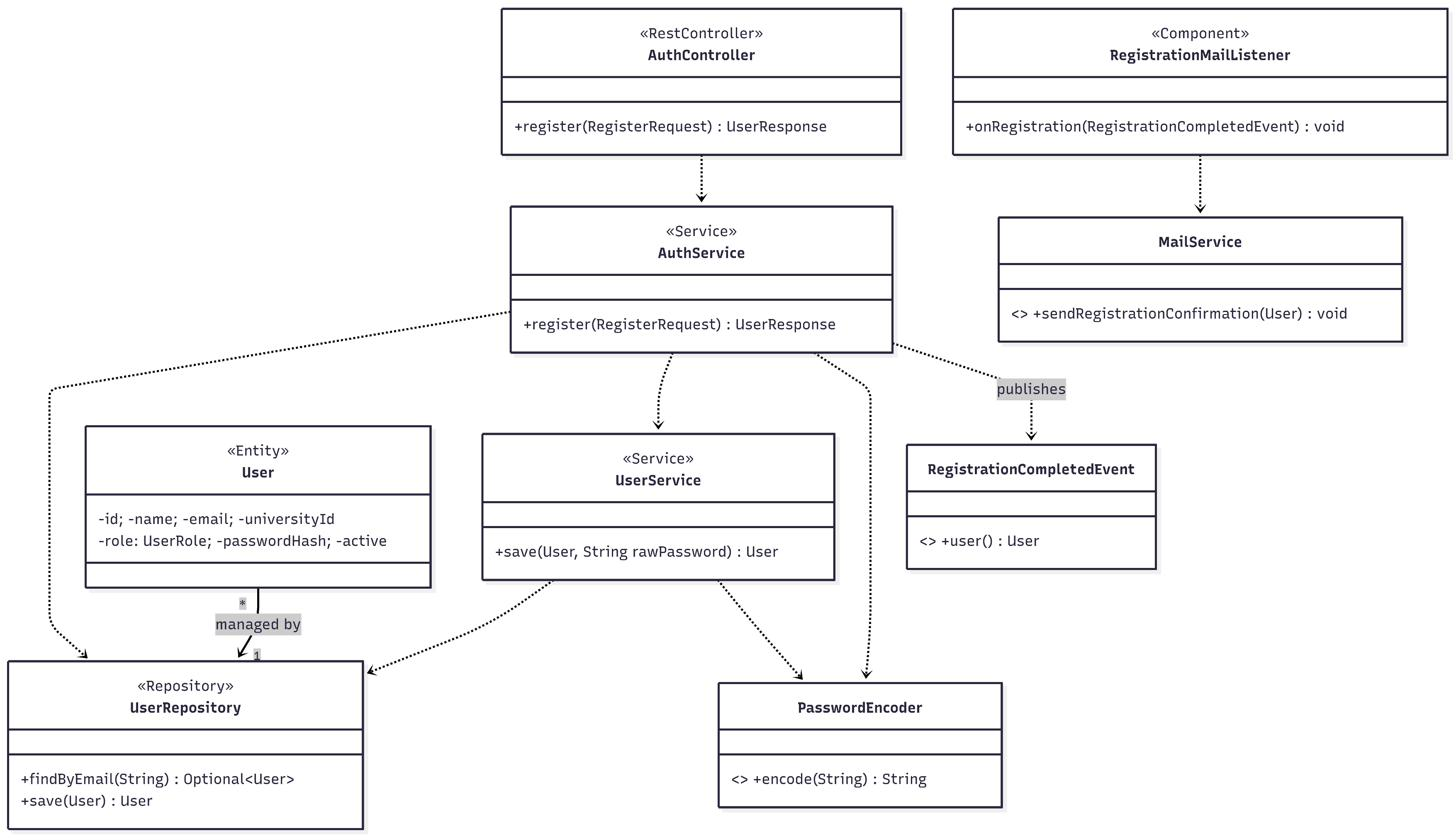 «RestController»
AuthController
+register(RegisterRequest) : UserResponse
«Component»
RegistrationMailListener
+onRegistration(RegistrationCompletedEvent) : void
«Service»
AuthService
+register(RegisterRequest) : UserResponse
MailService
<> +sendRegistrationConfirmation(User) : void
publishes
«Entity»
User
-id; -name; -email; -universityId
-role: UserRole; -passwordHash; -active
«Service»
UserService
+save(User, String rawPassword) : User
RegistrationCompletedEvent
<> +user() : User
*
managed by
1
«Repository»
UserRepository
+findByEmail(String) : Optional<User>
+save(User) : User
PasswordEncoder
<> +encode(String) : String